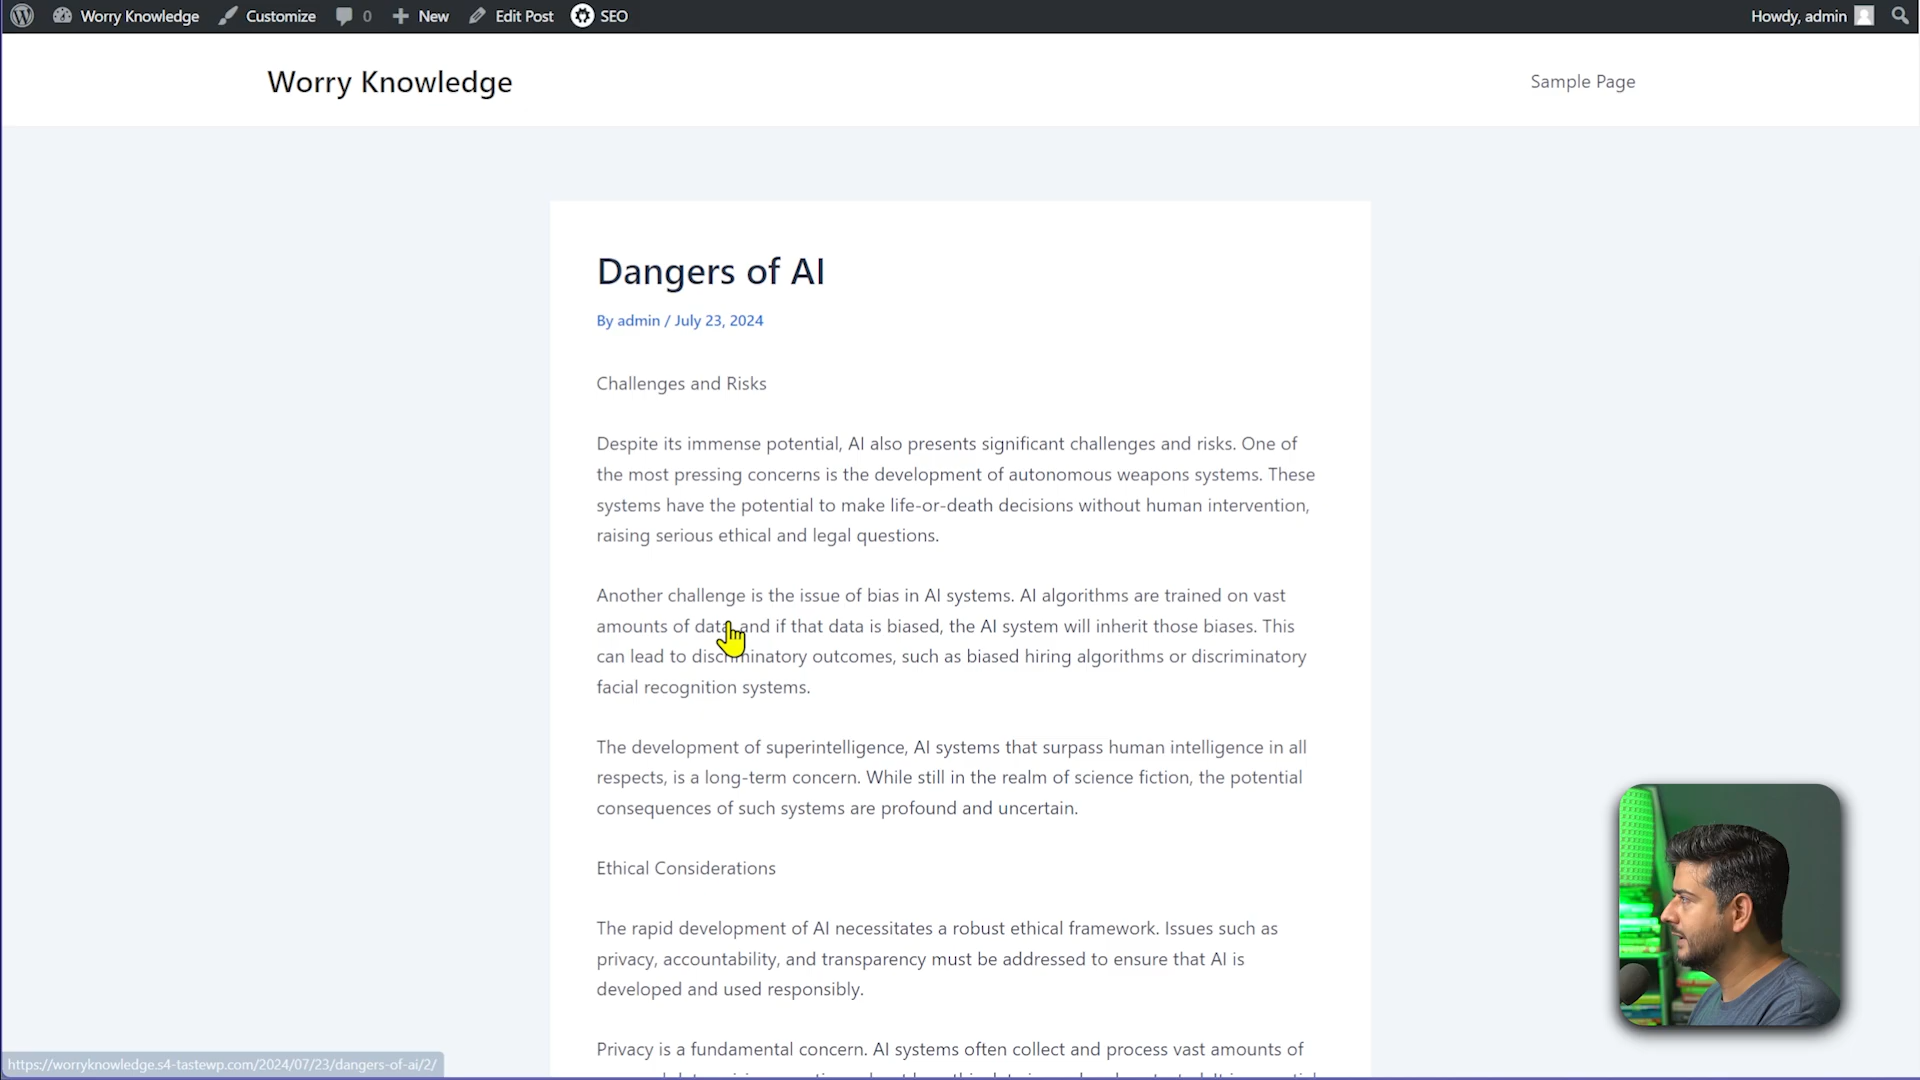 Worry Knowledge Customize 0 New Edit Post SEO Howdy, admin
Worry Knowledge
Sample Page
Dangers of AI
By admin / July 23, 2024
Challenges and Risks
Despite its immense potential, AI also presents significant challenges and risks. One of
the most pressing concerns is the development of autonomous weapons systems. These
systems have the potential to make life-or-death decisions without human intervention,
raising serious ethical and legal questions.
Another challenge is the issue of bias in AI systems. AI algorithms are trained on vast
amounts of data and if that data is biased, the AI system will inherit those biases. This
can lead to discriminatory outcomes, such as biased hiring algorithms or discriminatory
facial recognition systems.
The development of superintelligence, AI systems that surpass human intelligence in all
respects, is a long-term concern. While still in the realm of science fiction, the potential
consequences of such systems are profound and uncertain.
Ethical Considerations
The rapid development of AI necessitates a robust ethical framework. Issues such as
privacy, accountability, and transparency must be addressed to ensure that AI is
developed and used responsibly.
Privacy is a fundamental concern. AI systems often collect and process vast amounts of
https://worryknowledge.s4-tastewp.com/2024/07/23/dangers-of-ai/2/